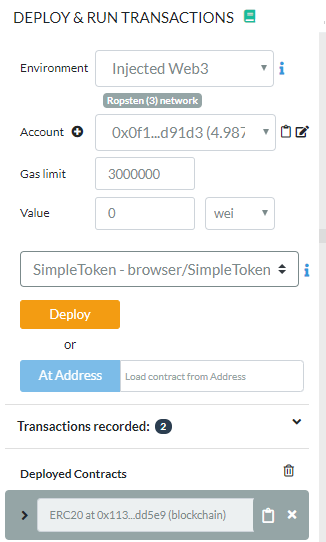 DEPLOY & RUN TRANSACTIONS
Environment Injected Web3
Ropsten (3) network
Account 0x0f1...d91d3 (4.987
Gas limit 3000000
Value 0 wei
SimpleToken - browser/SimpleToken
Deploy
or
At Address Load contract from Address
Transactions recorded: 2
Deployed Contracts
ERC20 at 0x113...dd5e9 (blockchain)